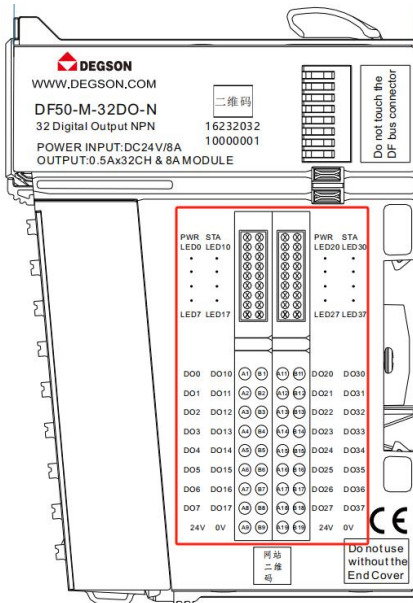 DEGSON
WWW.DEGSON.COM
DF50-M-32DO-N
32 Digital Output NPN
POWER INPUT:DC24V/8A
OUTPUT:0.5Ax32CH & 8A MODULE
二维码
16232032
10000001
Do not touch the
DF bus connector
PWR STA PWR STA
LED0 LED10 LED20 LED30
LED7 LED17 LED27 LED37
DO0 DO10 A1 B1 A11 B11 DO20 DO30
DO1 DO11 A2 B2 A12 B12 DO21 DO31
DO2 DO12 A3 B3 A13 B13 DO22 DO32
DO3 DO13 A4 B4 A14 B14 DO23 DO33
DO4 DO14 A5 B5 A15 B15 DO24 DO34
DO5 DO15 A6 B6 A16 B16 DO25 DO35
DO6 DO16 A7 B7 A17 B17 DO26 DO36
DO7 DO17 A8 B8 A18 B18 DO27 DO37
24V 0V A9 B9 A19 B19 24V 0V
CE
网站
二维
码
Do not use
without the
End Cover